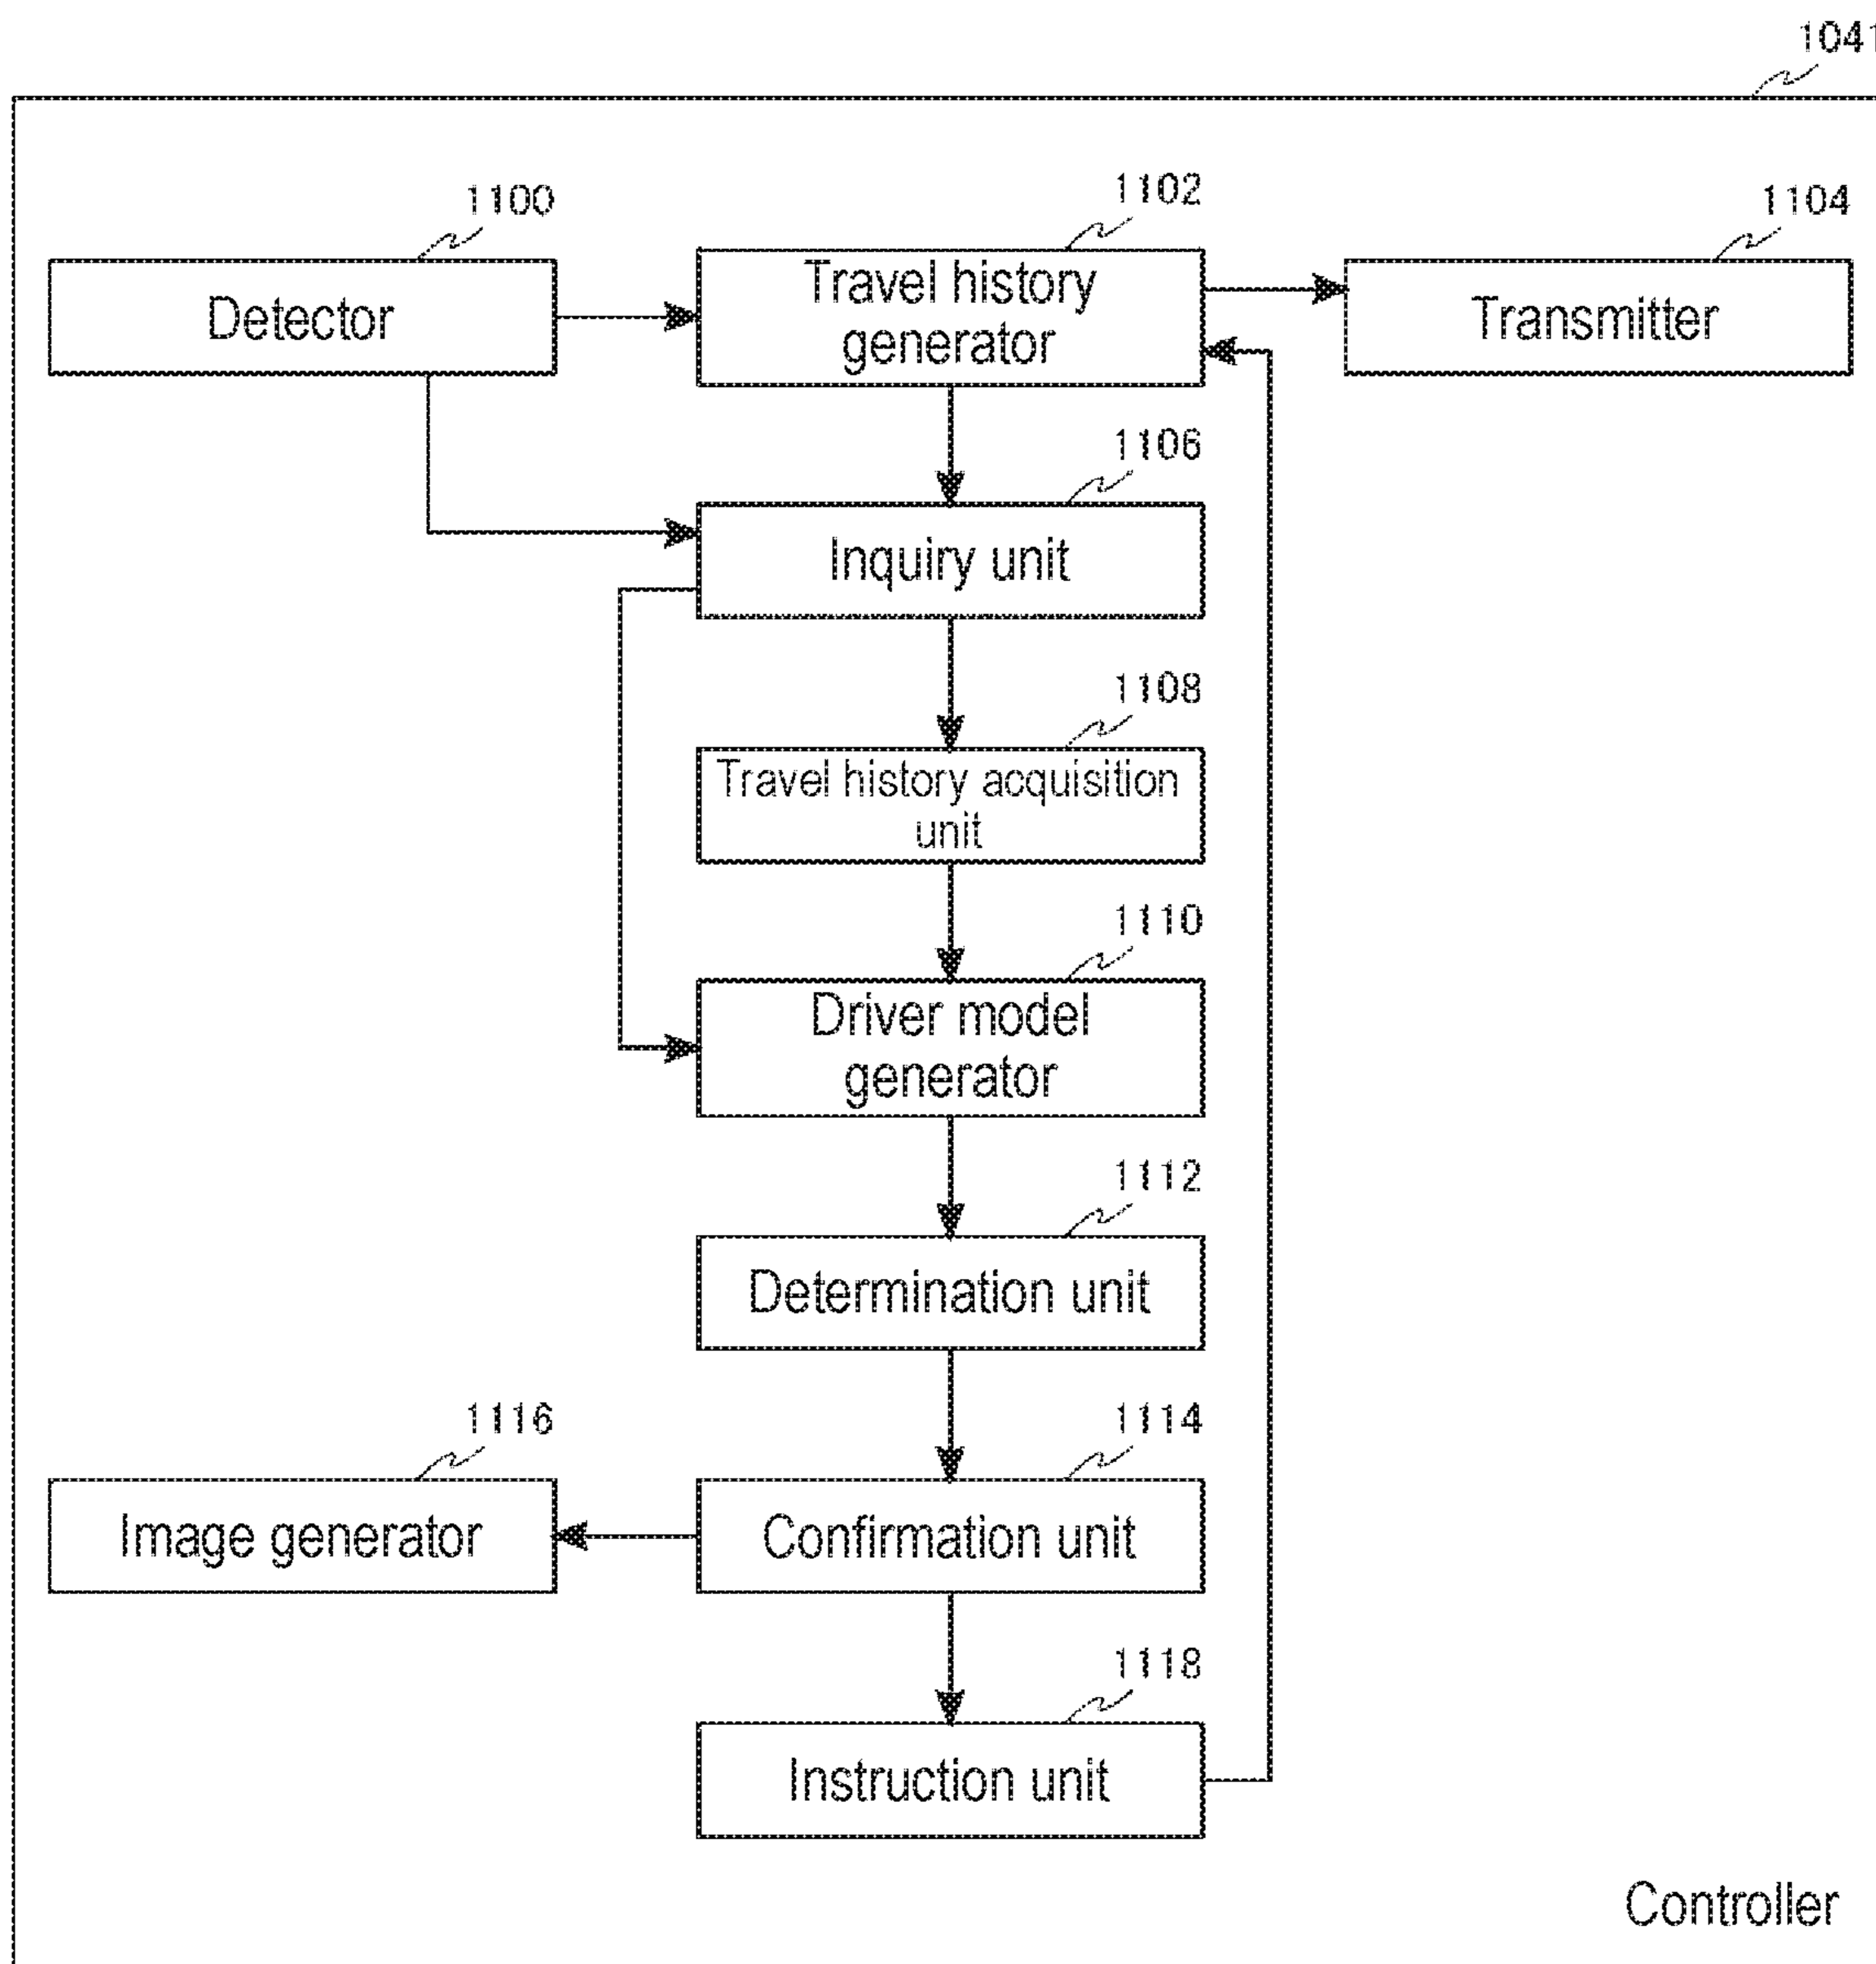 1041
1100
1102
1104
Detector
Travel history
generator
Transmitter
1106
Inquiry unit
1108
Travel history acquisition
unit
1110
Driver model
generator
1112
Determination unit
1116
1114
Image generator
Confirmation unit
1118
Instruction unit
Controller